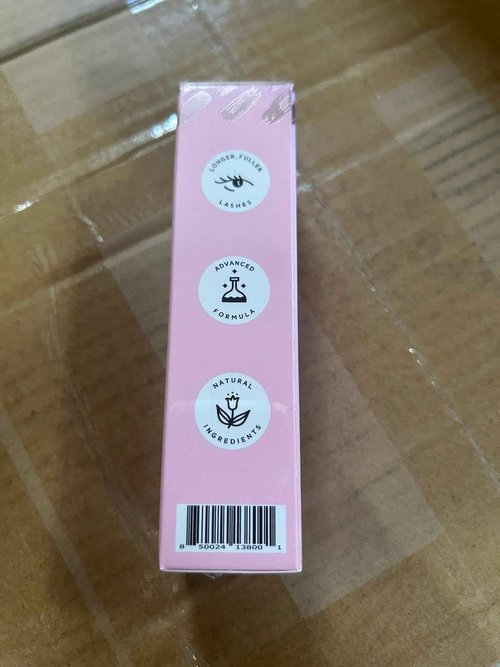 LONGER, FULLER
LASHES
ADVANCED
FORMULA
NATURAL
INGREDIENTS
8 50024 13800 1